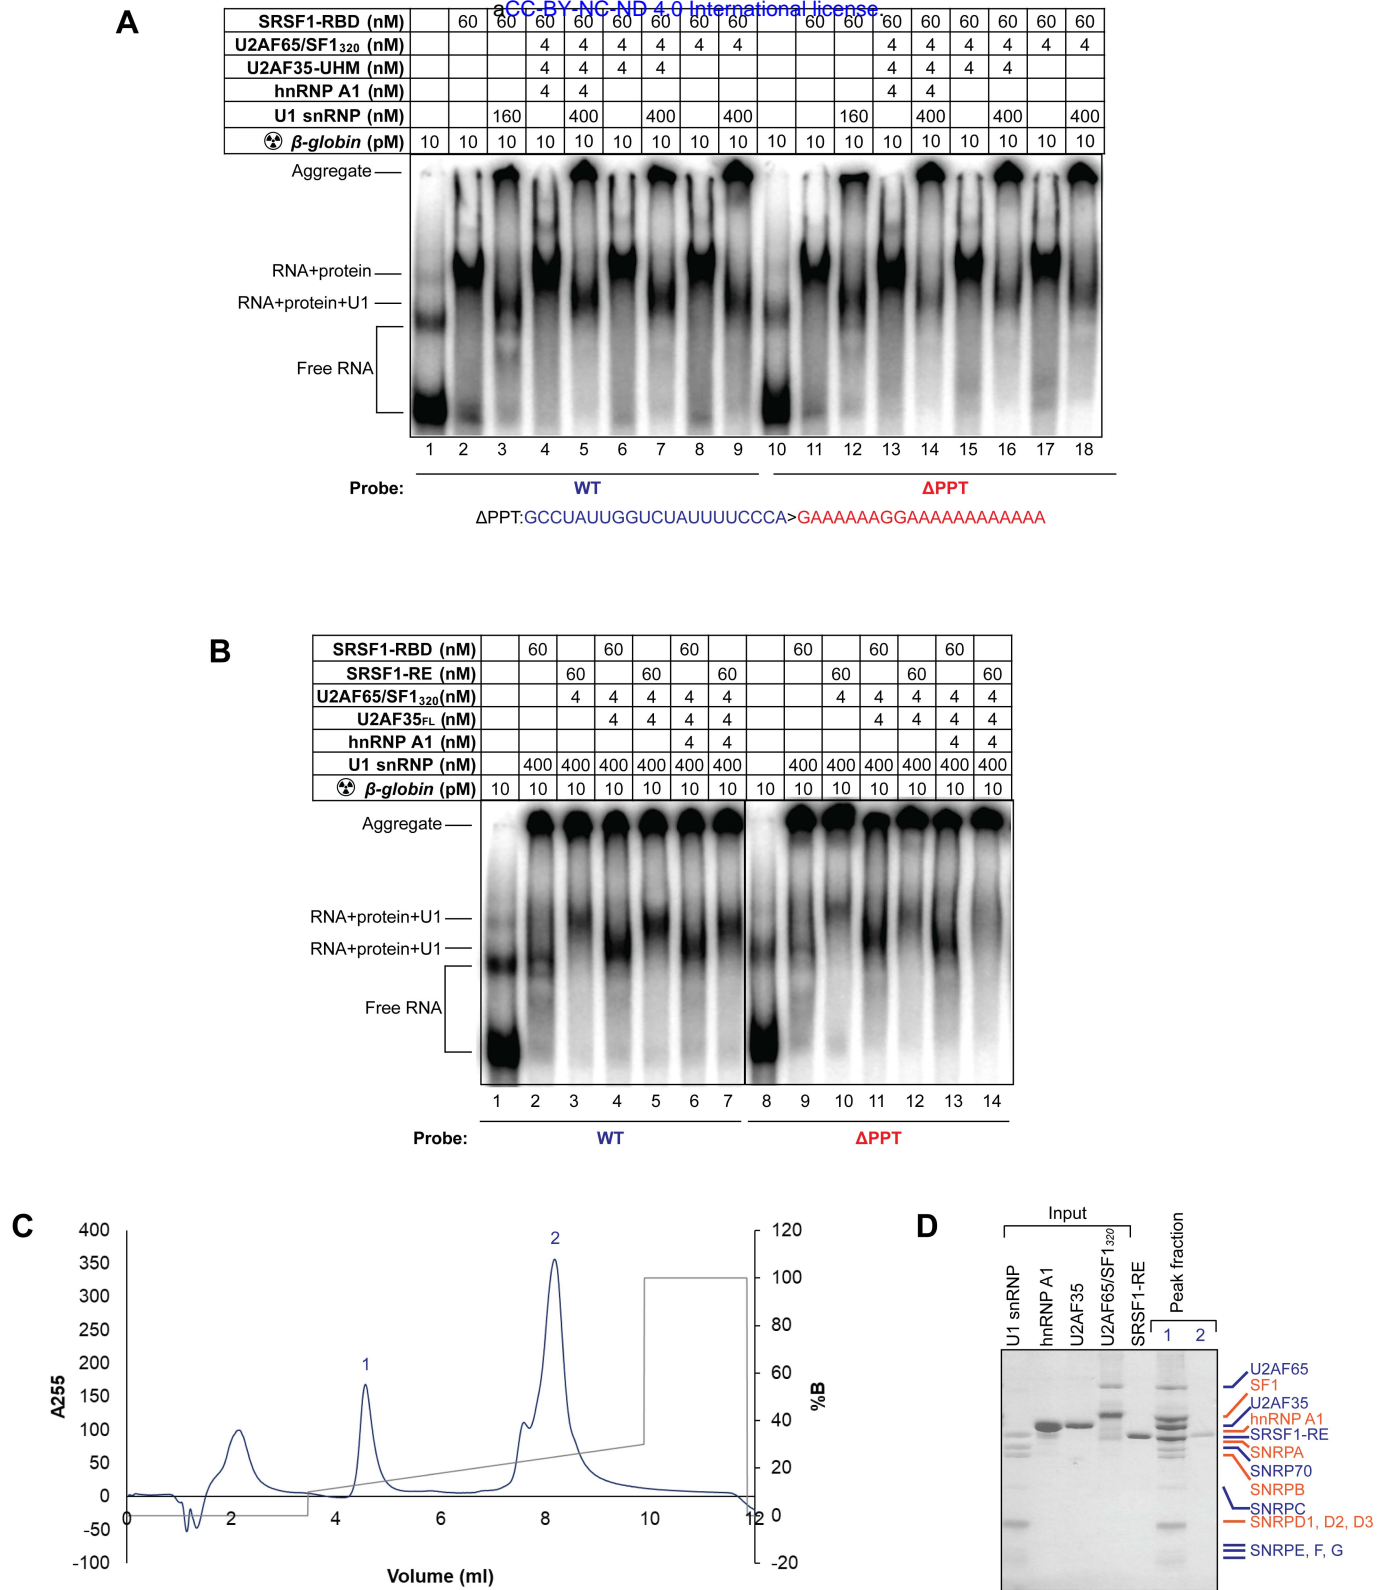 aCC-BY-NC-ND 4.0 International license.
A
SRSF1-RBD (nM) 60 60 60 60 60 60 60 60 60 60 60 60 60 60 60 60
U2AF65/SF1320 (nM) 4 4 4 4 4 4 4 4 4 4 4 4
U2AF35-UHM (nM) 4 4 4 4 4 4 4 4
hnRNP A1 (nM) 4 4 4 4
U1 snRNP (nM) 160 400 400 400 160 400 400 400
☢ β-globin (pM) 10 10 10 10 10 10 10 10 10 10 10 10 10 10 10 10 10 10
Aggregate
RNA+protein
RNA+protein+U1
Free RNA
1 2 3 4 5 6 7 8 9 10 11 12 13 14 15 16 17 18
Probe: WT ΔPPT
ΔPPT:GCCUAUUGGUCUAUUUUCCCA>GAAAAAAGGAAAAAAAAAAAA
B
SRSF1-RBD (nM) 60 60 60 60 60 60
SRSF1-RE (nM) 60 60 60 60 60 60
U2AF65/SF1320(nM) 4 4 4 4 4 4 4 4 4 4
U2AF35FL (nM) 4 4 4 4 4 4 4 4
hnRNP A1 (nM) 4 4 4 4
U1 snRNP (nM) 400 400 400 400 400 400 400 400 400 400 400 400
☢ β-globin (pM) 10 10 10 10 10 10 10 10 10 10 10 10 10 10
Aggregate
RNA+protein+U1
RNA+protein+U1
Free RNA
1 2 3 4 5 6 7 8 9 10 11 12 13 14
Probe: WT ΔPPT
C
A255
400
350
300
250
200
150
100
50
0
-50
-100
1
2
0 2 4 6 8 10 12
Volume (ml)
120
100
80
60
40
20
0
-20
%B
D
Input
U1 snRNP
hnRNP A1
U2AF35
U2AF65/SF1320
SRSF1-RE
Peak fraction
1 2
U2AF65
SF1
U2AF35
hnRNP A1
SRSF1-RE
SNRPA
SNRP70
SNRPB
SNRPC
SNRPD1, D2, D3
SNRPE, F, G